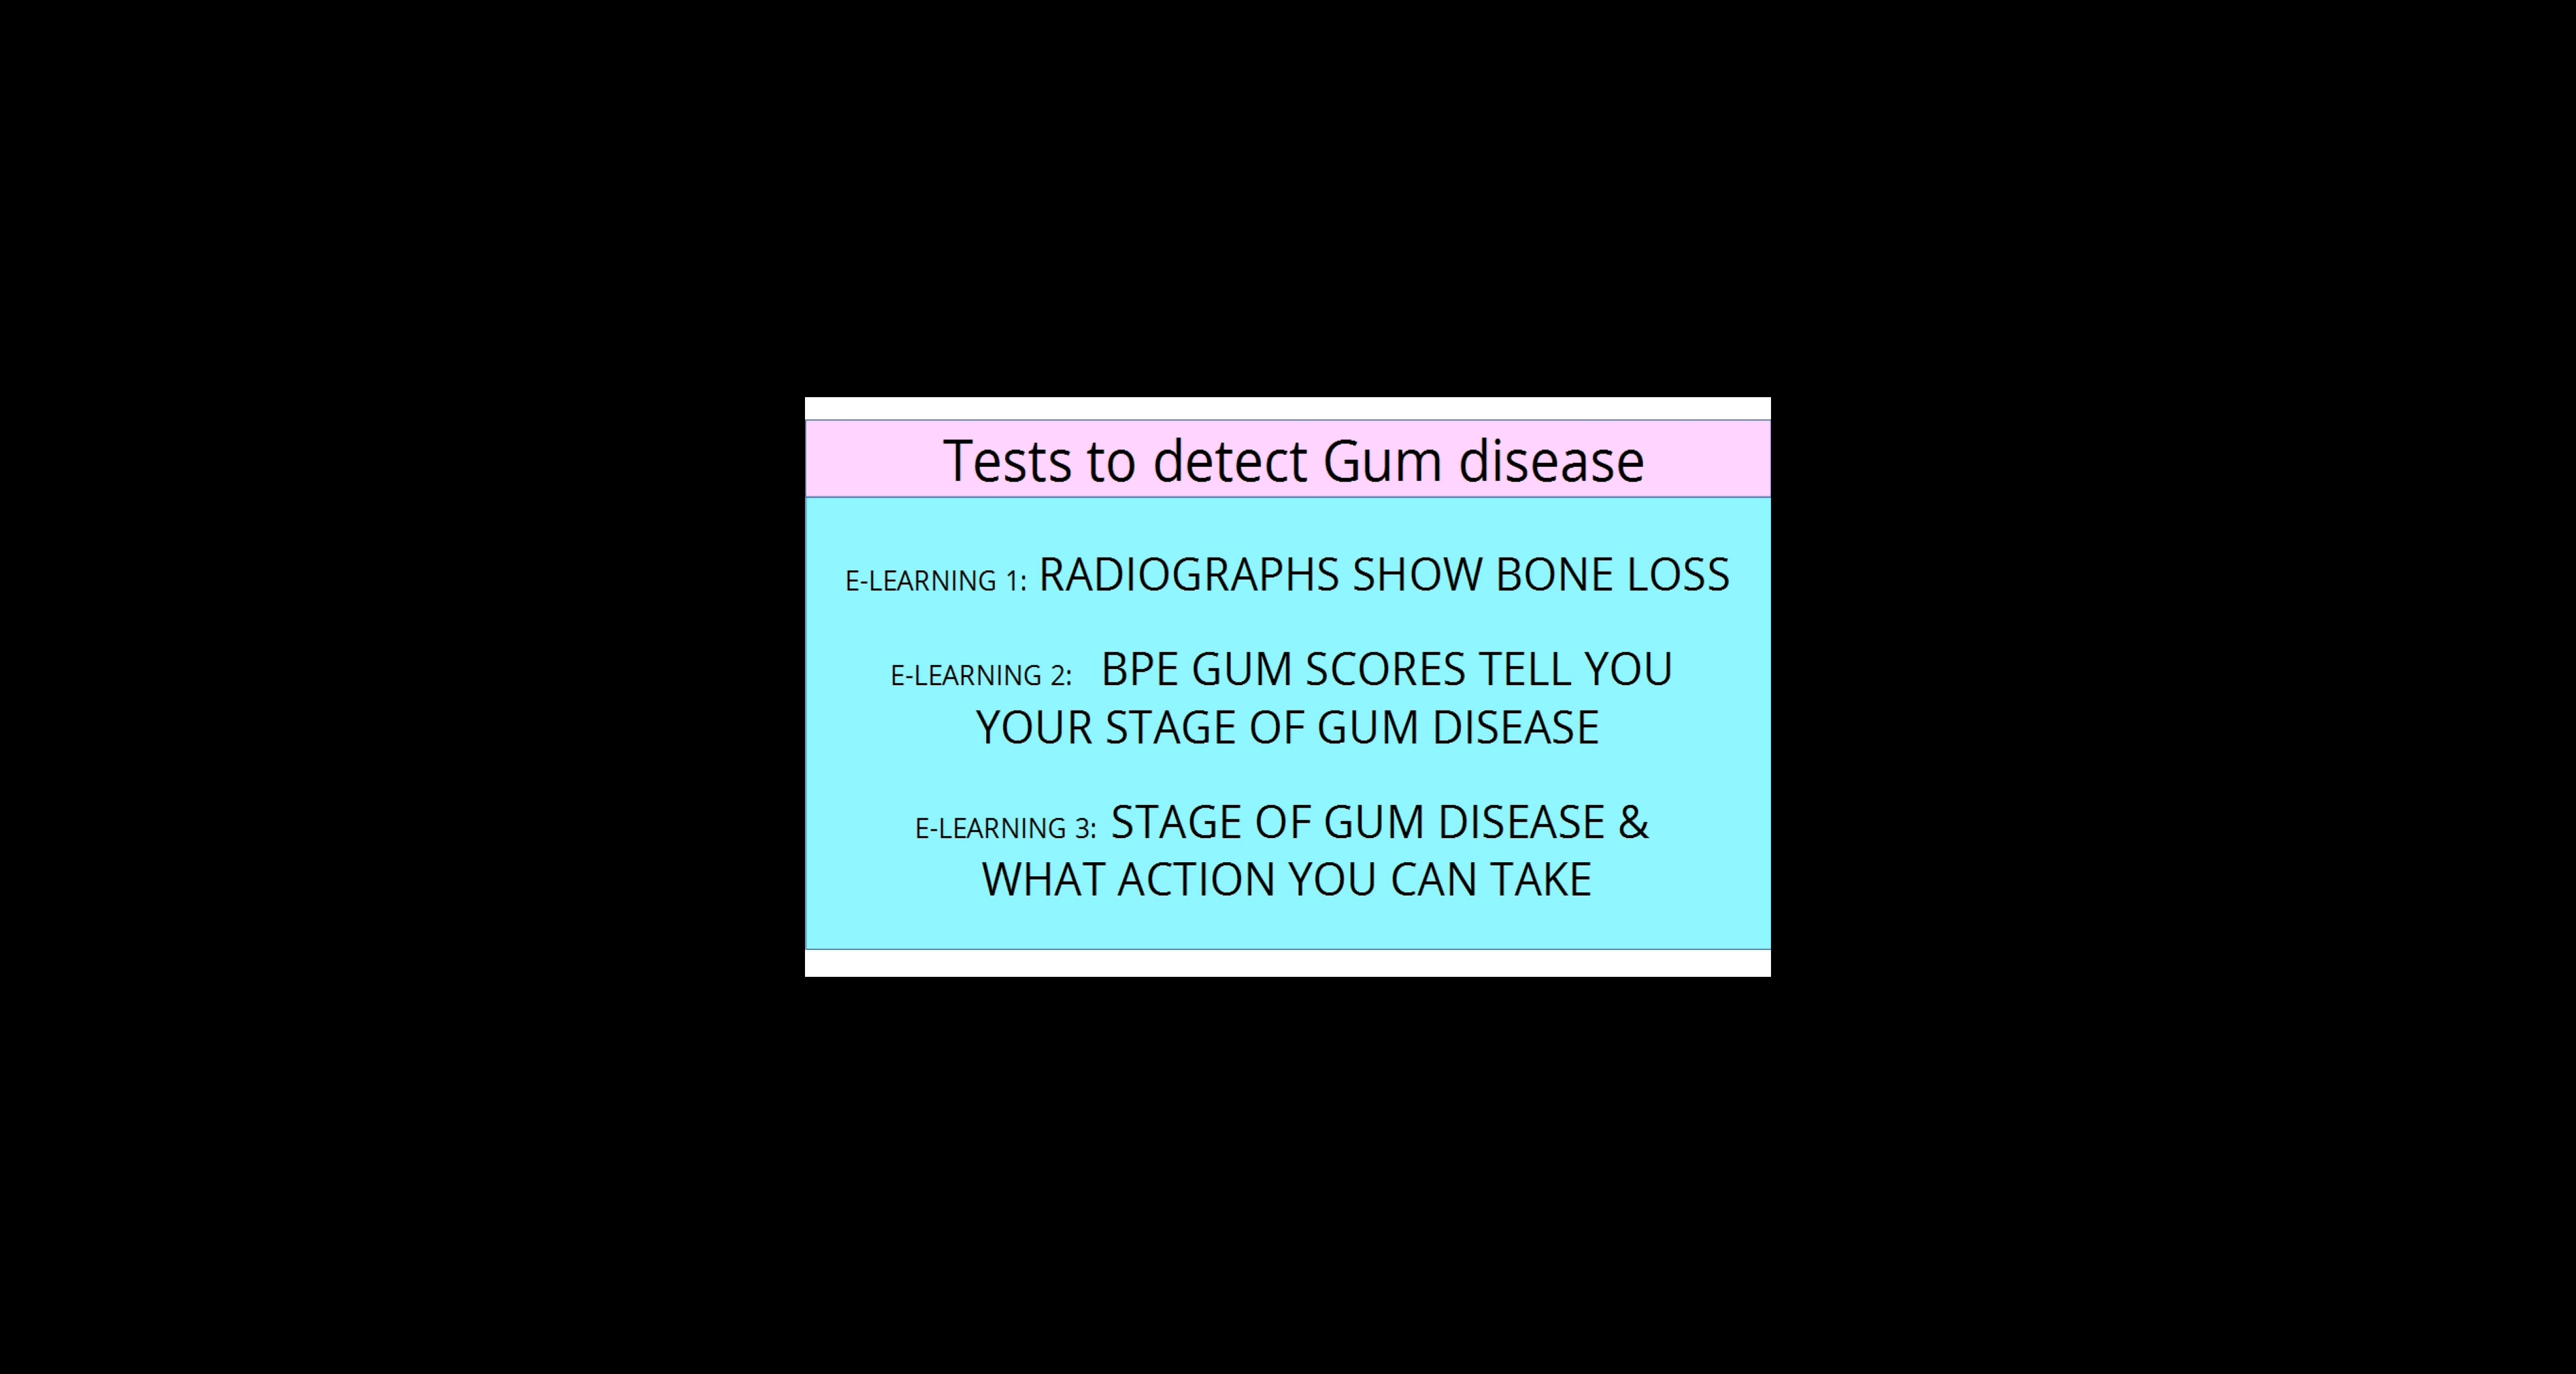 Tests to detect Gum disease
E-LEARNING 1: RADIOGRAPHS SHOW BONE LOSS
E-LEARNING 2: BPE GUM SCORES TELL YOU
YOUR STAGE OF GUM DISEASE
E-LEARNING 3: STAGE OF GUM DISEASE &
WHAT ACTION YOU CAN TAKE